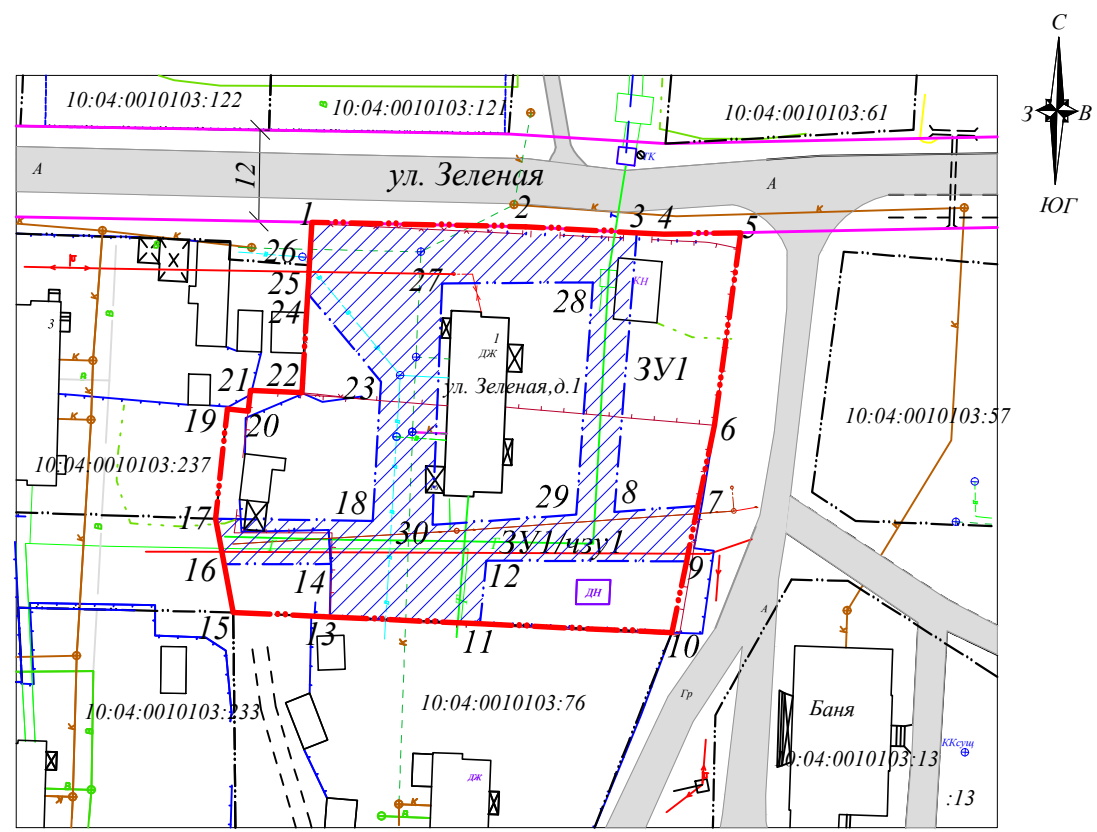 С
З
В
ЮГ
10:04:0010103:122
в
10:04:0010103:121
10:04:0010103:61
к
ТК
А
12
ул. Зеленая
А
1
2
3
4
5
к
к
к
26
25
24
27
28
КН
3
в
1
ДЖ
ЗУ1
ул. Зеленая,д.1
21
22
23
19
20
6
к
10:04:0010103:57
10:04:0010103:237
18
29
8
7
17
30
ЗУ1/чзу1
16
14
12
9
ДН
15
13
11
10
А
10:04:0010103:233
10:04:0010103:76
Гр
Баня
ККсущ
10:04:0010103:13
:13
ДЖ
в
к
к